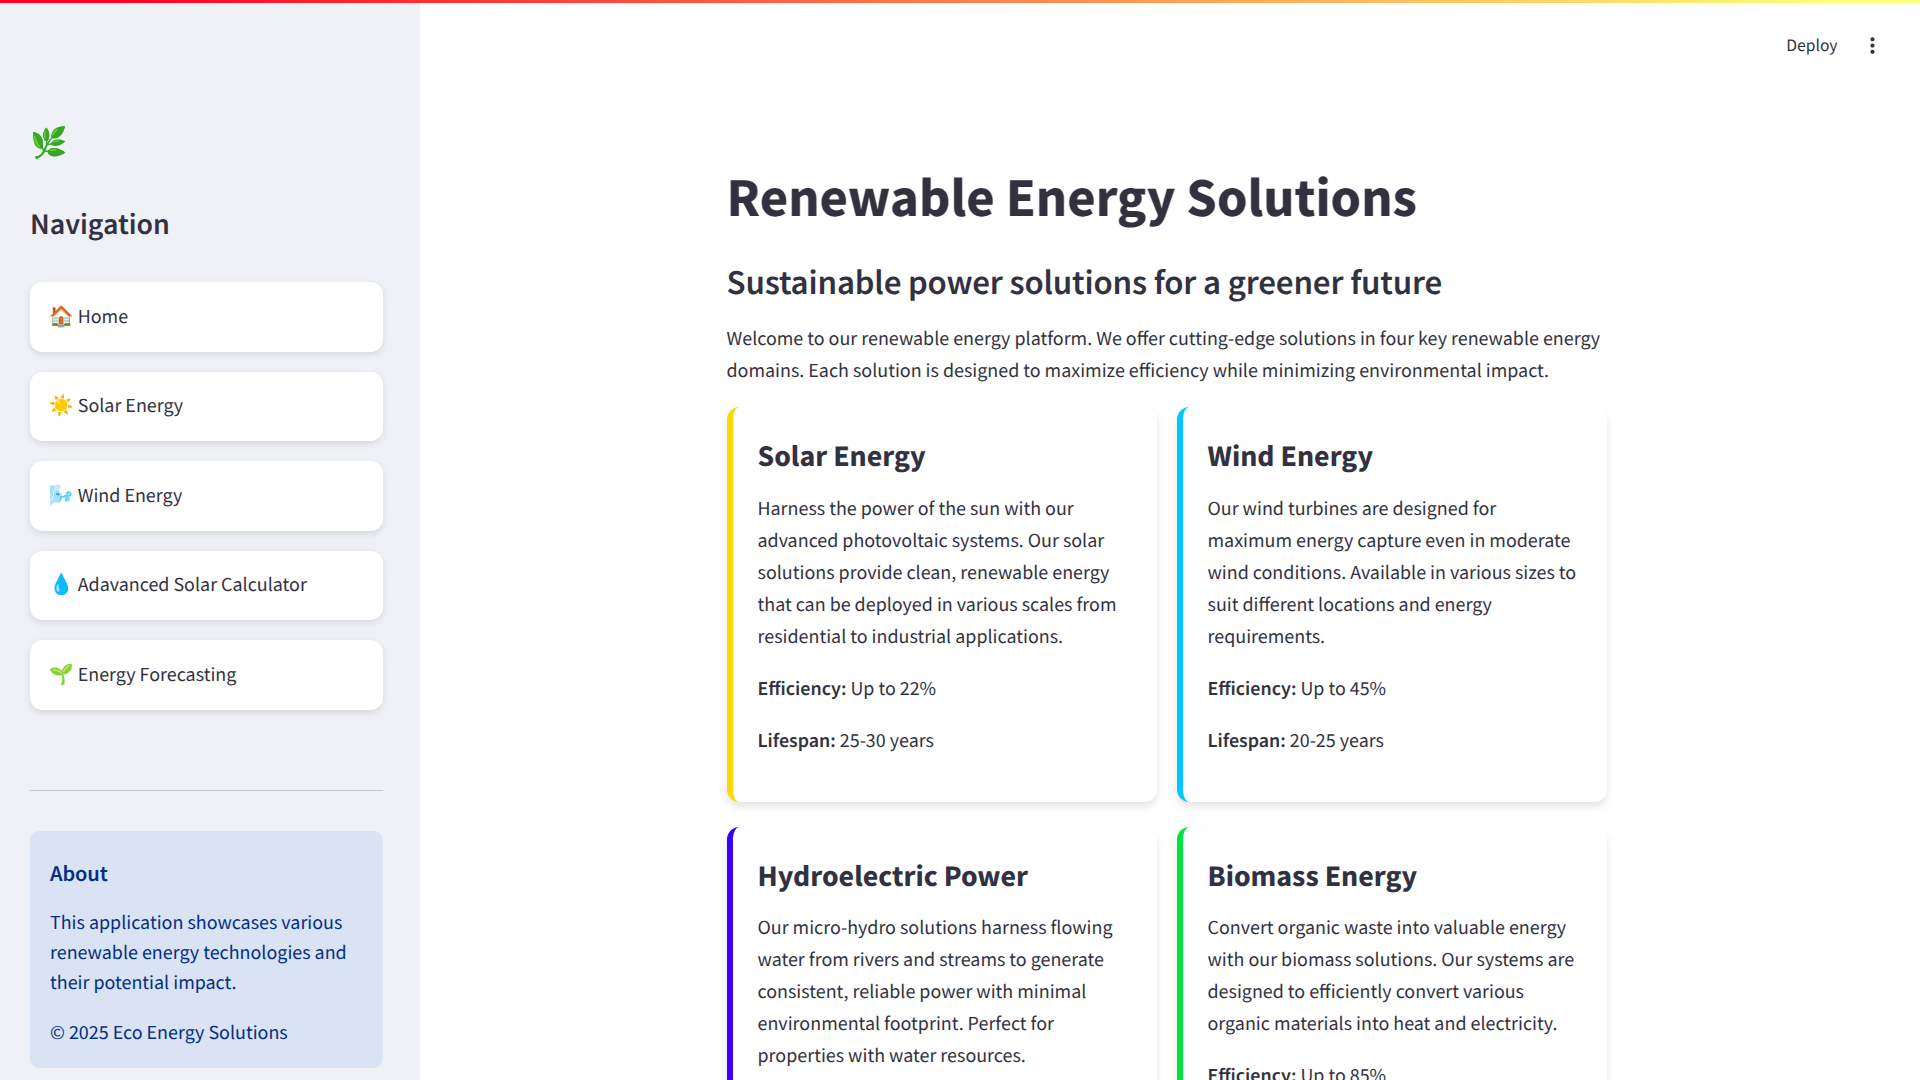 Deploy
Navigation
🏠 Home
☀️ Solar Energy
🌬️ Wind Energy
💧 Adavanced Solar Calculator
🌱 Energy Forecasting
About
This application showcases various
renewable energy technologies and
their potential impact.
© 2025 Eco Energy Solutions
Renewable Energy Solutions
Sustainable power solutions for a greener future
Welcome to our renewable energy platform. We offer cutting-edge solutions in four key renewable energy
domains. Each solution is designed to maximize efficiency while minimizing environmental impact.
Solar Energy
Harness the power of the sun with our
advanced photovoltaic systems. Our solar
solutions provide clean, renewable energy
that can be deployed in various scales from
residential to industrial applications.
Efficiency: Up to 22%
Lifespan: 25-30 years
Wind Energy
Our wind turbines are designed for
maximum energy capture even in moderate
wind conditions. Available in various sizes to
suit different locations and energy
requirements.
Efficiency: Up to 45%
Lifespan: 20-25 years
Hydroelectric Power
Our micro-hydro solutions harness flowing
water from rivers and streams to generate
consistent, reliable power with minimal
environmental footprint. Perfect for
properties with water resources.
Biomass Energy
Convert organic waste into valuable energy
with our biomass solutions. Our systems are
designed to efficiently convert various
organic materials into heat and electricity.
Efficiency: Up to 85%